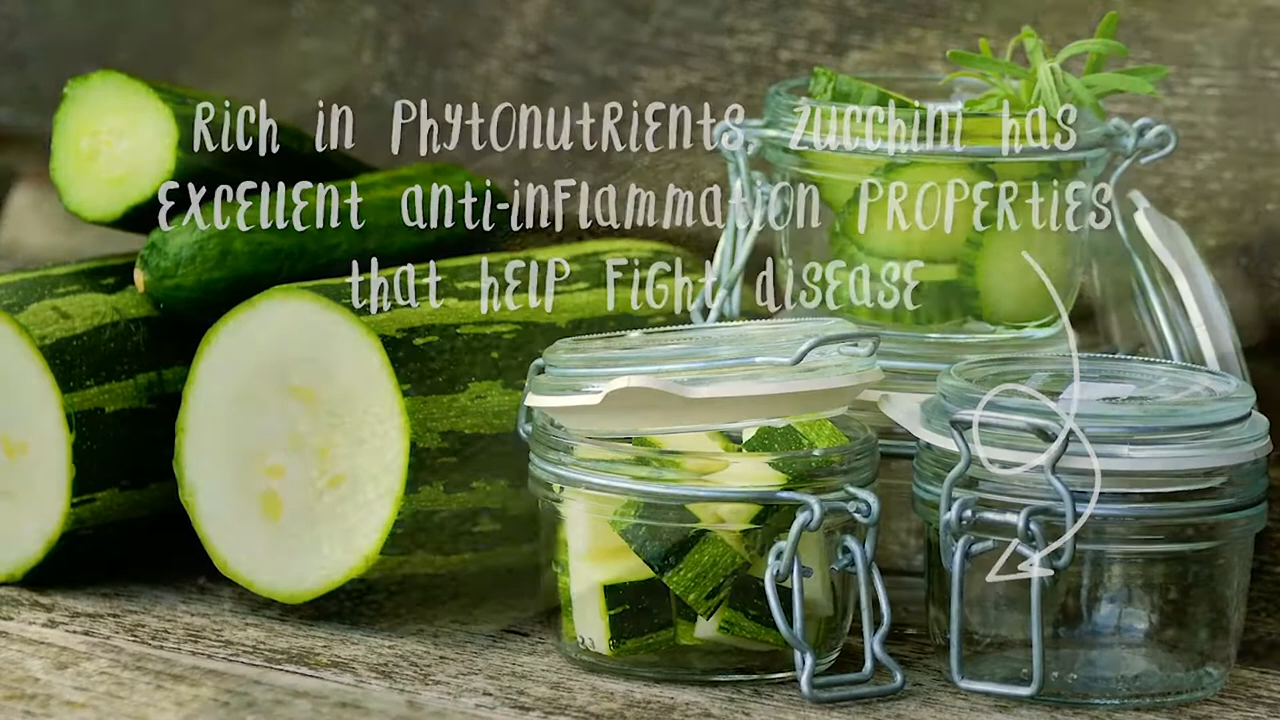 Rich in Phytonutrients, zucchini has
excellent anti-inflammation properties
that help fight disease